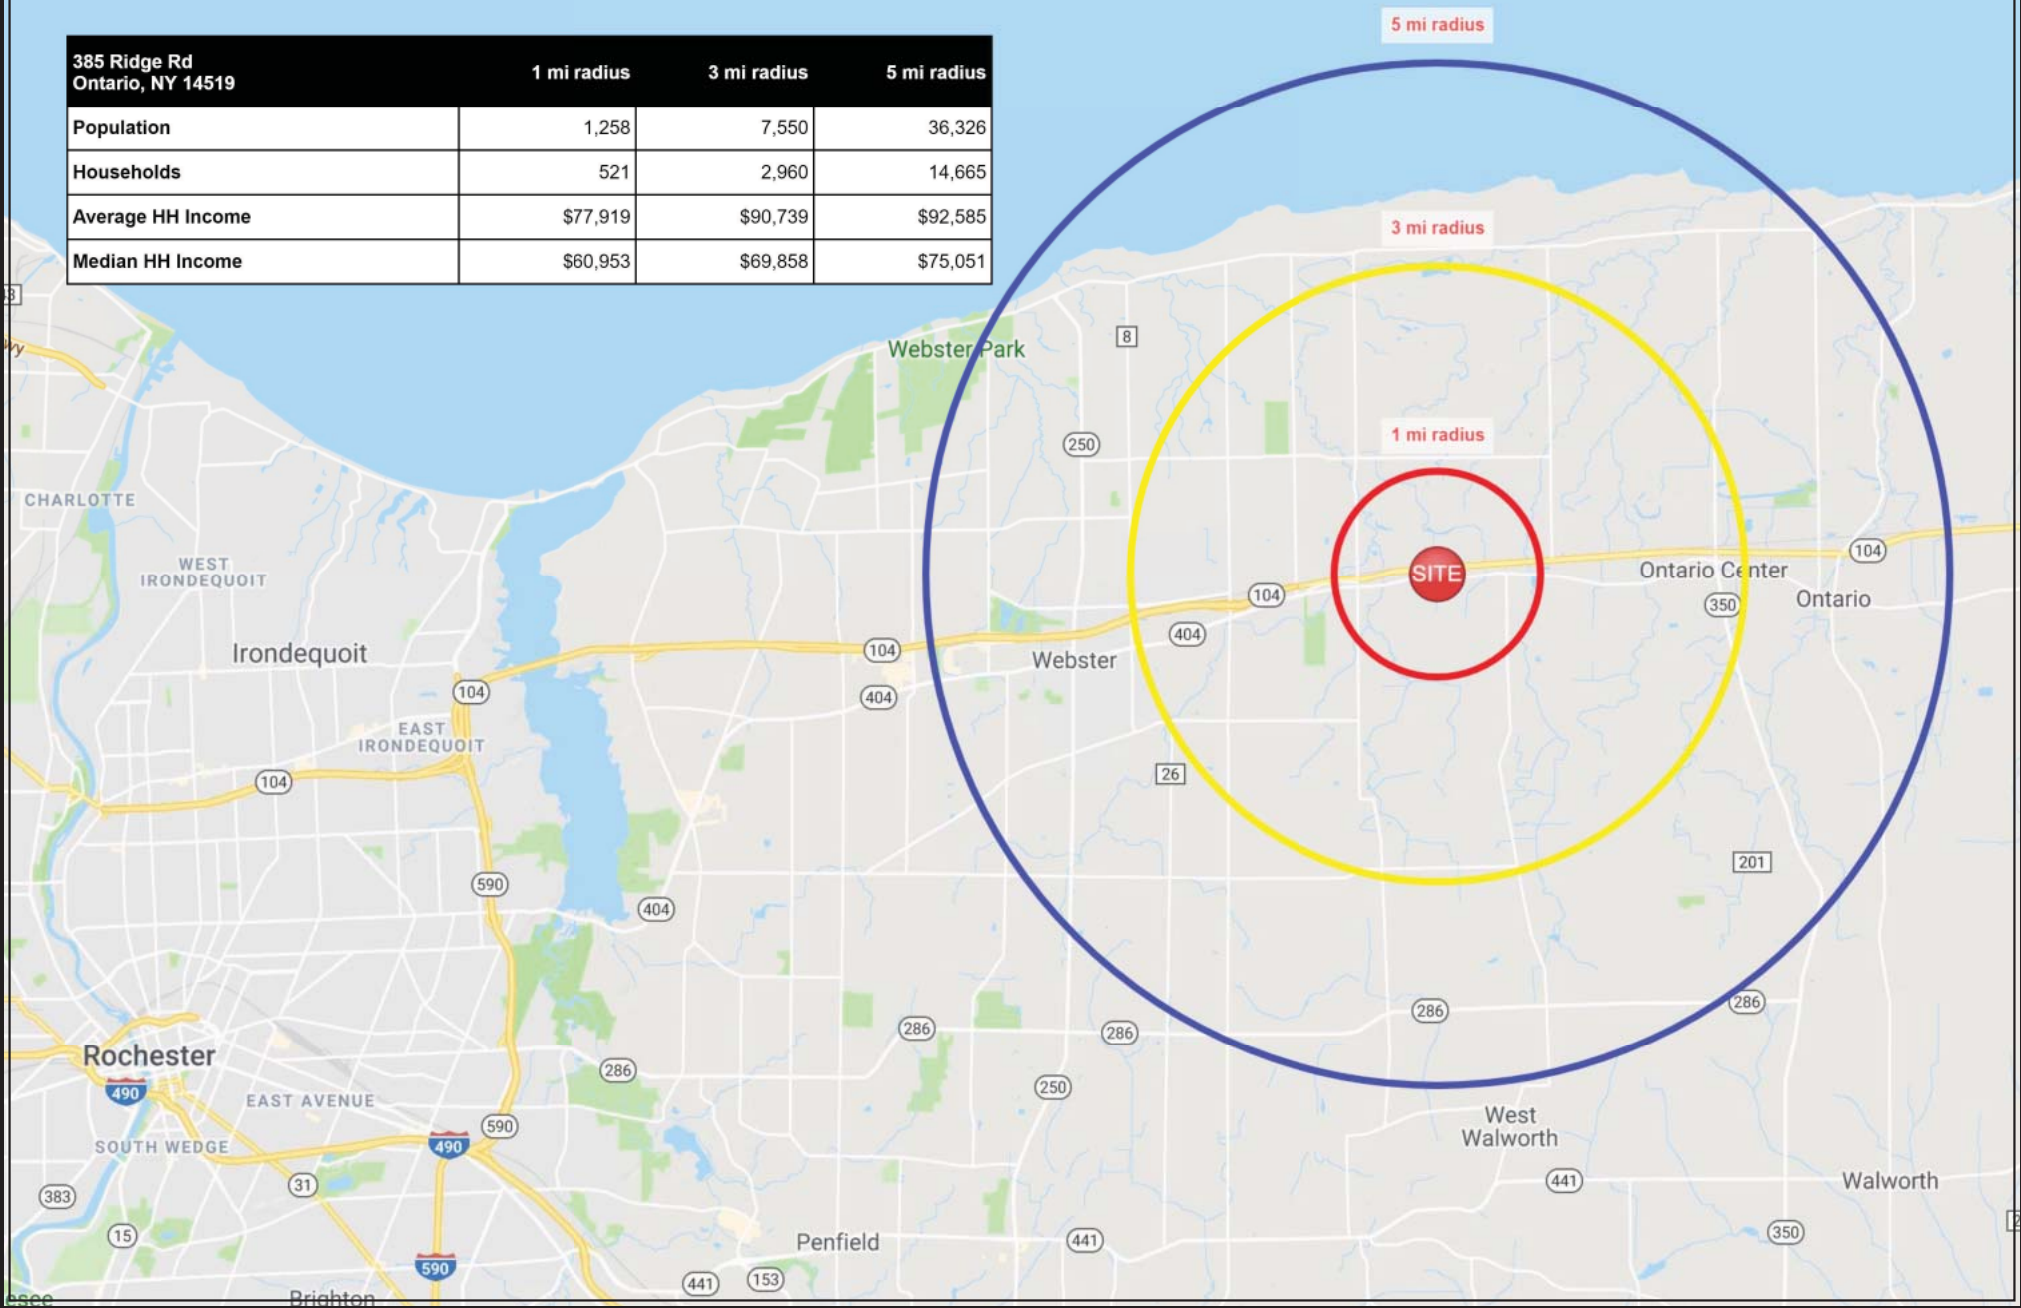 5 mi radius
385 Ridge Rd
Ontario, NY 14519
1 mi radius 3 mi radius 5 mi radius
Population 1,258 7,550 36,326
Households 521 2,960 14,665
Average HH Income $77,919 $90,739 $92,585
Median HH Income $60,953 $69,858 $75,051
3 mi radius
8
Webster Park
1 mi radius
250
CHARLOTTE
WEST
IRONDEQUOIT
104
SITE
Ontario Center
104
350
Ontario
404
Irondequoit
104
Webster
104
404
EAST
IRONDEQUOIT
104
26
201
590
404
286
286
286
286
Rochester
286
490
250
EAST AVENUE
590
West
Walworth
SOUTH WEDGE
490
31
441
Walworth
383
15
350
Penfield
441
590
441
153
Brighton